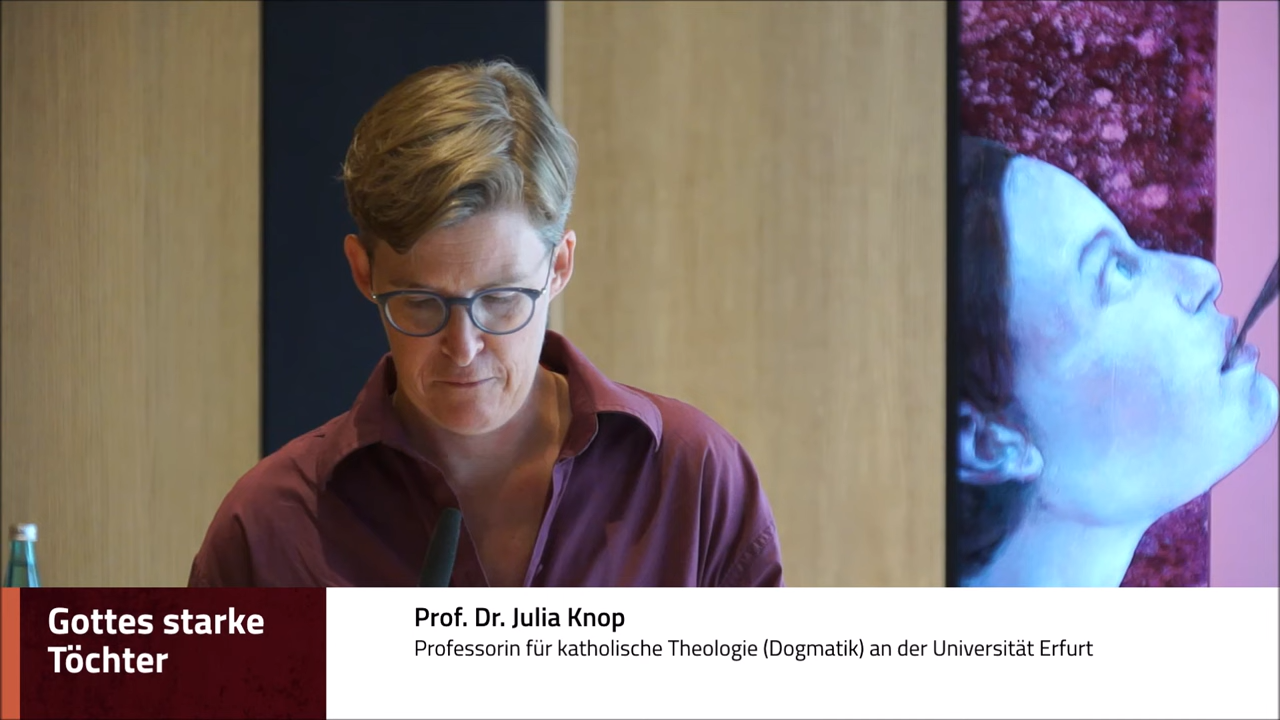 Gottes starke
Töchter
Prof. Dr. Julia Knop
Professorin für katholische Theologie (Dogmatik) an der Universität Erfurt